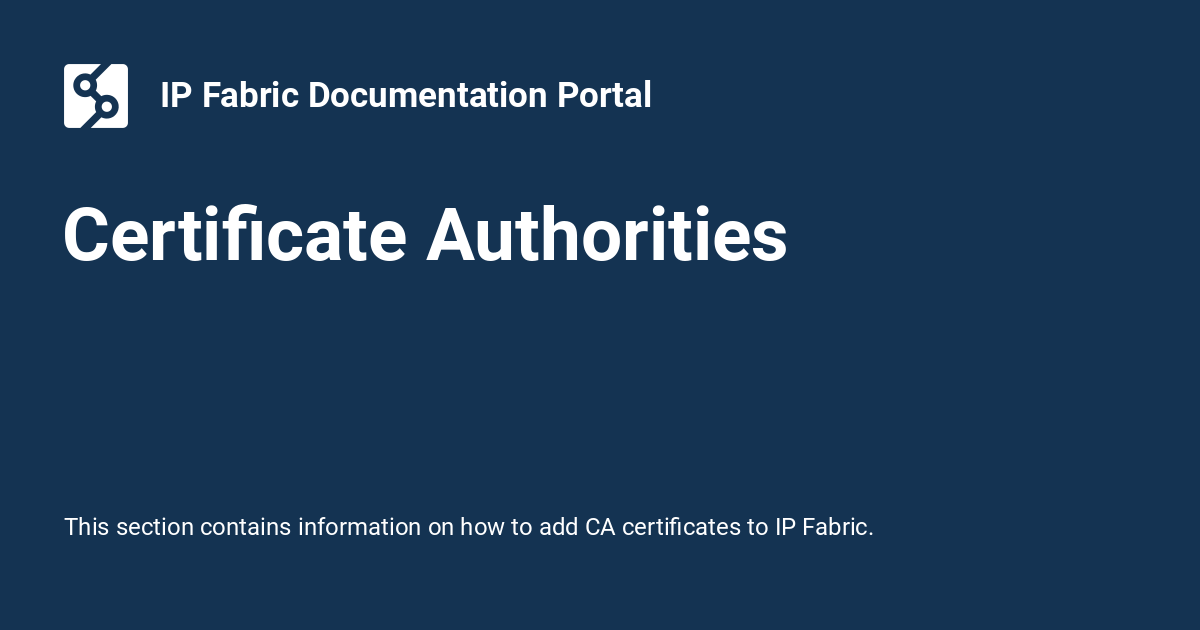 IP Fabric Documentation Portal
Certificate Authorities
This section contains information on how to add CA certificates to IP Fabric.